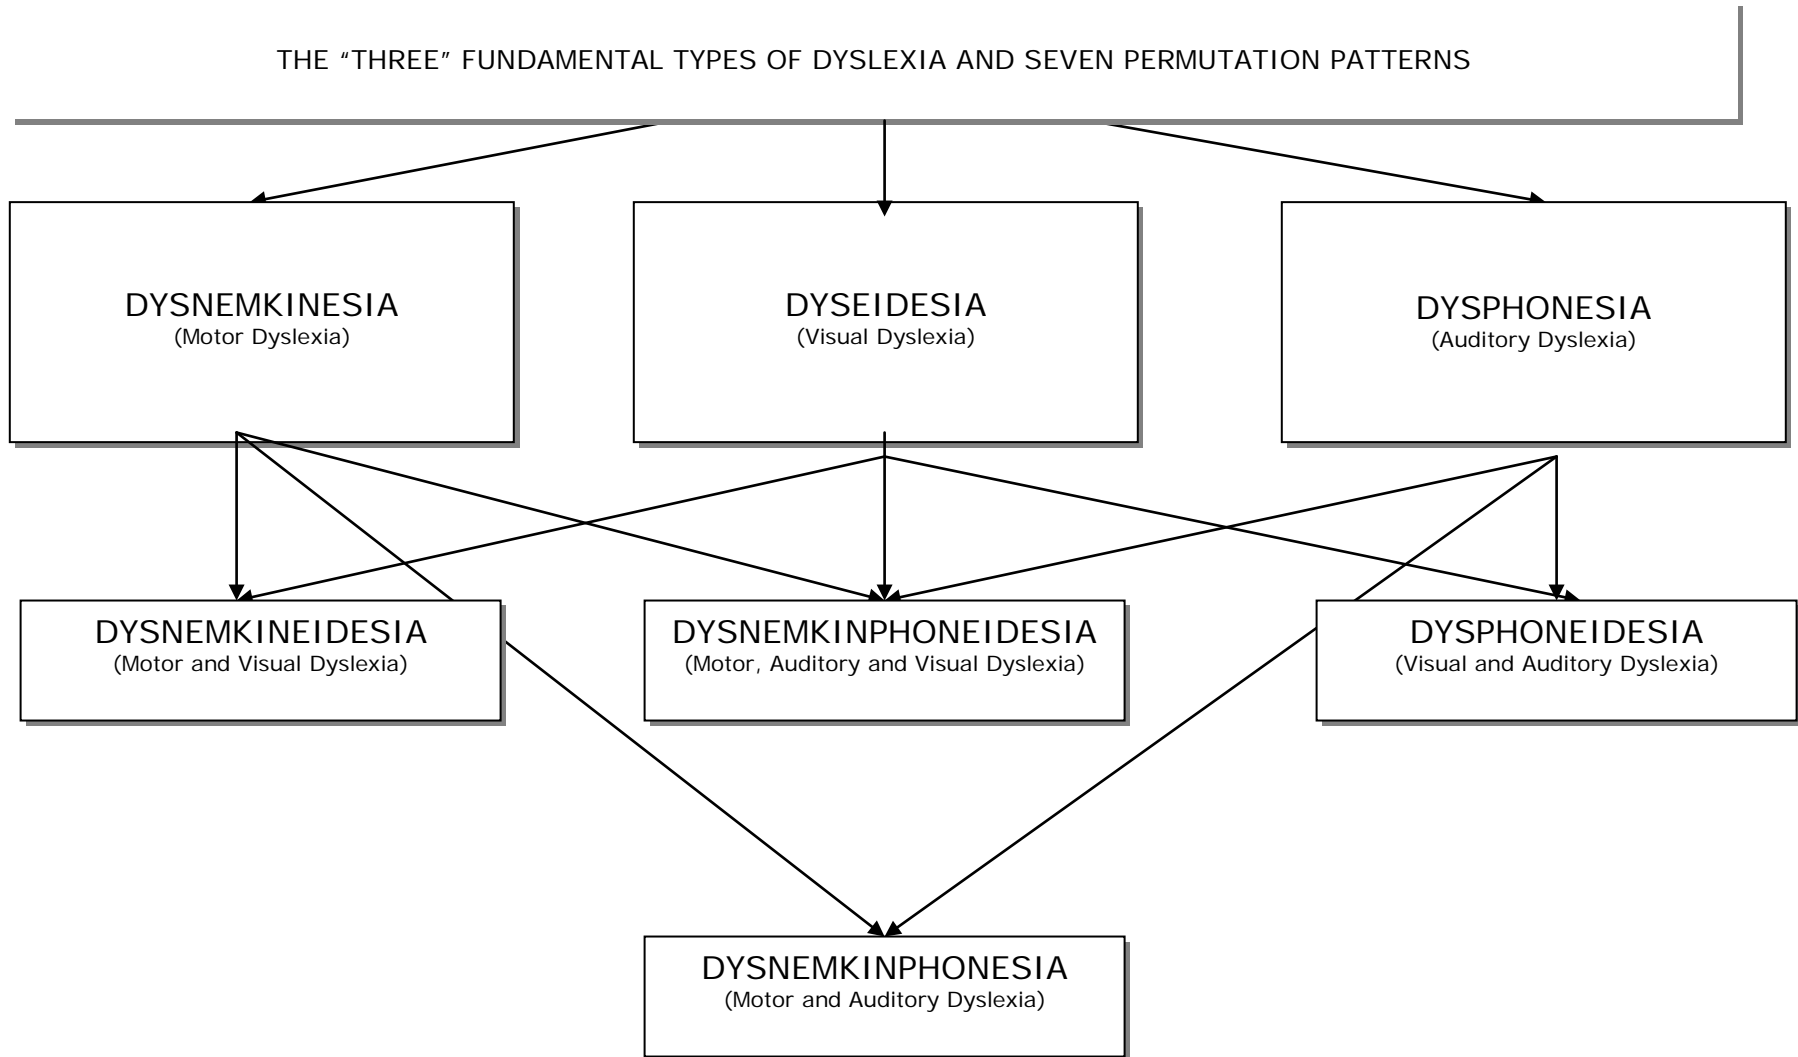 THE “THREE” FUNDAMENTAL TYPES OF DYSLEXIA AND SEVEN PERMUTATION PATTERNS
DYSNEMKINESIA
(Motor Dyslexia)
DYSEIDESIA
(Visual Dyslexia)
DYSPHONESIA
(Auditory Dyslexia)
DYSNEMKINEIDESIA
(Motor and Visual Dyslexia)
DYSNEMKINPHONEIDESIA
(Motor, Auditory and Visual Dyslexia)
DYSPHONEIDESIA
(Visual and Auditory Dyslexia)
DYSNEMKINPHONESIA
(Motor and Auditory Dyslexia)